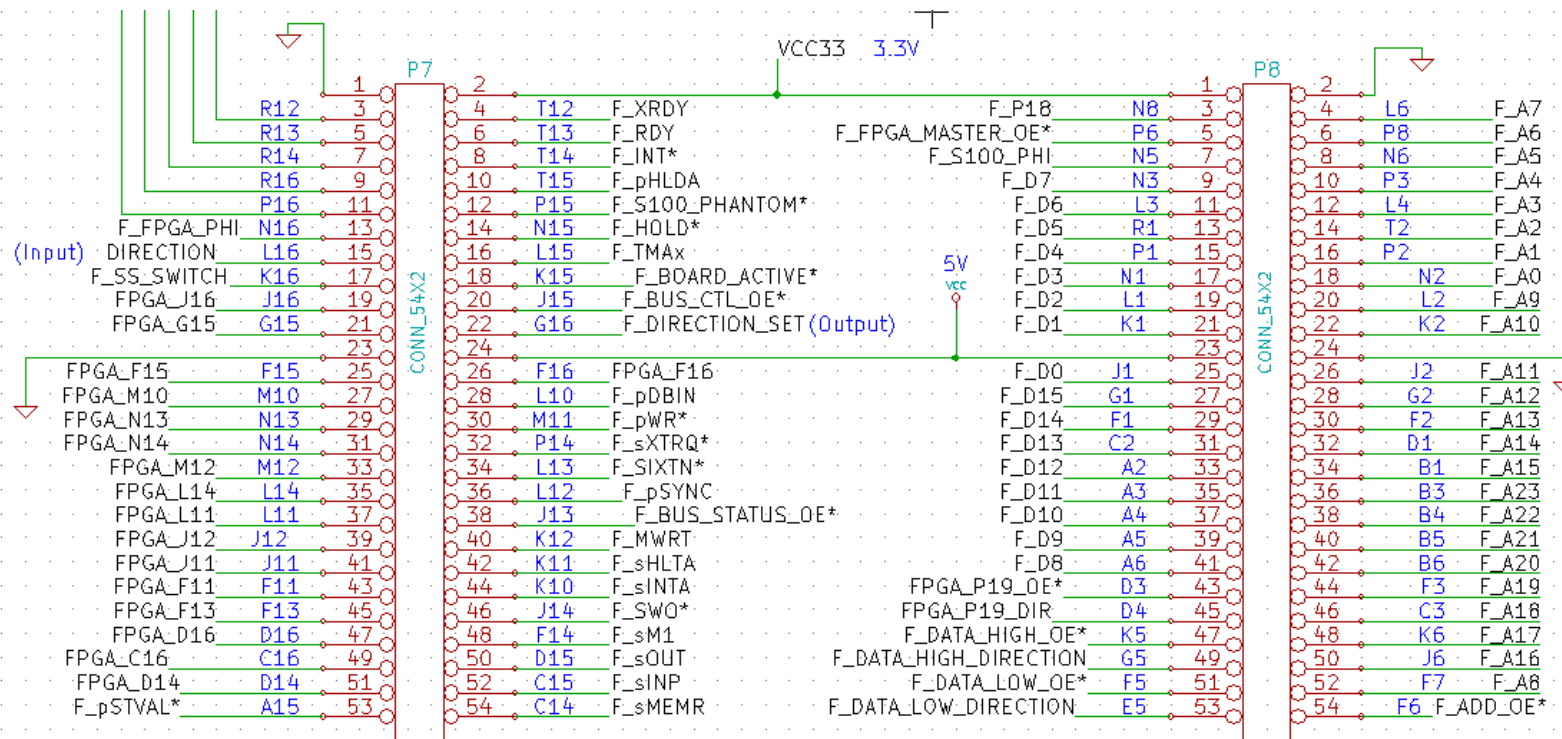 VCC33 3.3V
P7 P8
1 2 1 2
R12 3 4 T12 F_XRDY F_P18 N8 3 4 L6 F_A7
R13 5 6 T13 F_RDY F_FPGA_MASTER_OE* P6 5 6 P8 F_A6
R14 7 8 T14 F_INT* F_S100_PHI N5 7 8 N6 F_A5
R16 9 10 T15 F_pHLDA F_D7 N3 9 10 P3 F_A4
P16 11 12 P15 F_S100_PHANTOM* F_D6 L3 11 12 L4 F_A3
F_FPGA_PHI N16 13 14 N15 F_HOLD* F_D5 R1 13 14 T2 F_A2
(Input) DIRECTION L16 15 16 L15 F_TMAx F_D4 P1 15 16 P2 F_A1
5V
F_SS_SWITCH K16 17 18 K15 F_BOARD_ACTIVE* F_D3 N1 17 18 N2 F_A0
vcc
FPGA_J16 J16 19 20 J15 F_BUS_CTL_OE* F_D2 L1 19 20 L2 F_A9
FPGA_G15 G15 21 22 G16 F_DIRECTION_SET (Output) F_D1 K1 21 22 K2 F_A10
CONN_54X2 CONN_54X2
23 24 23 24
FPGA_F15 F15 25 26 F16 FPGA_F16 F_D0 J1 25 26 J2 F_A11
FPGA_M10 M10 27 28 L10 F_pDBIN F_D15 G1 27 28 G2 F_A12
FPGA_N13 N13 29 30 M11 F_pWR* F_D14 F1 29 30 F2 F_A13
FPGA_N14 N14 31 32 P14 F_sXTRQ* F_D13 C2 31 32 D1 F_A14
FPGA_M12 M12 33 34 L13 F_SIXTN* F_D12 A2 33 34 B1 F_A15
FPGA_L14 L14 35 36 L12 F_pSYNC F_D11 A3 35 36 B3 F_A23
FPGA_L11 L11 37 38 J13 F_BUS_STATUS_OE* F_D10 A4 37 38 B4 F_A22
FPGA_J12 J12 39 40 K12 F_MWRT F_D9 A5 39 40 B5 F_A21
FPGA_J11 J11 41 42 K11 F_sHLTA F_D8 A6 41 42 B6 F_A20
FPGA_F11 F11 43 44 K10 F_sINTA FPGA_P19_OE* D3 43 44 F3 F_A19
FPGA_F13 F13 45 46 J14 F_SWO* FPGA_P19_DIR D4 45 46 C3 F_A18
FPGA_D16 D16 47 48 F14 F_sM1 F_DATA_HIGH_OE* K5 47 48 K6 F_A17
FPGA_C16 C16 49 50 D15 F_sOUT F_DATA_HIGH_DIRECTION G5 49 50 J6 F_A16
FPGA_D14 D14 51 52 C15 F_sINP F_DATA_LOW_OE* F5 51 52 F7 F_A8
F_pSTVAL* A15 53 54 C14 F_sMEMR F_DATA_LOW_DIRECTION E5 53 54 F6 F_ADD_OE*